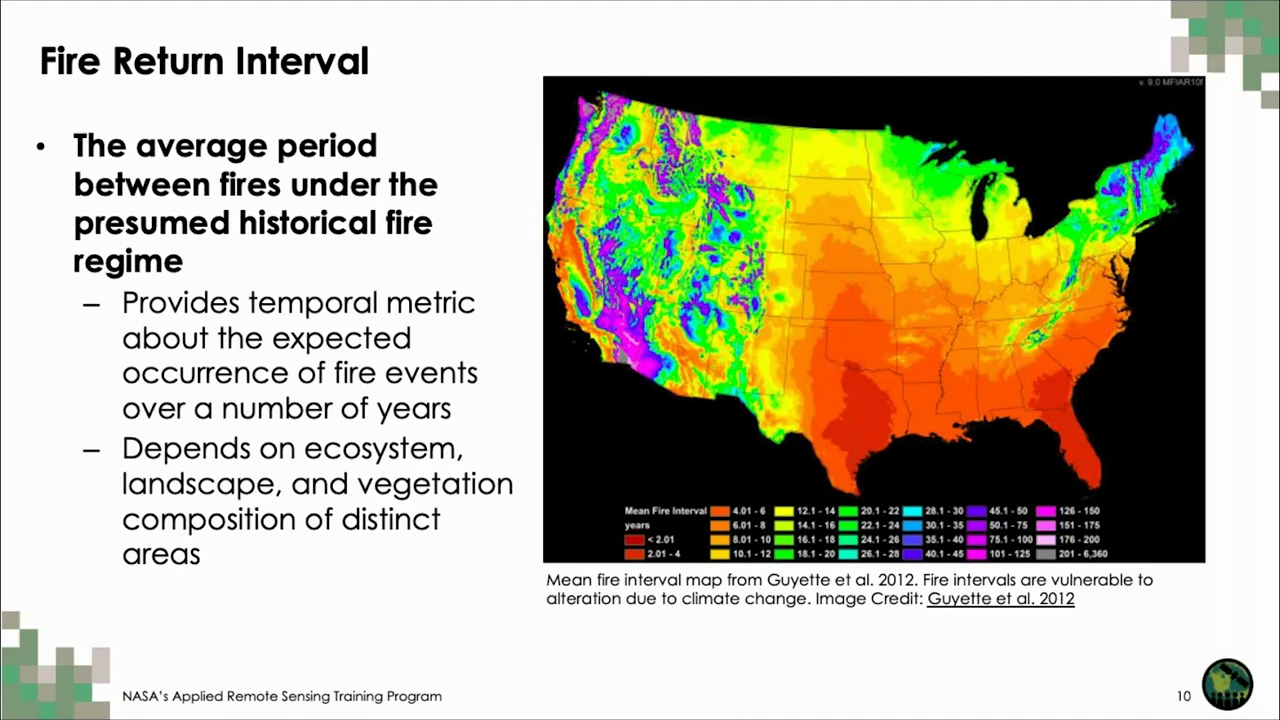 Fire Return Interval
• The average period
between fires under the
presumed historical fire
regime
– Provides temporal metric
about the expected
occurrence of fire events
over a number of years
– Depends on ecosystem,
landscape, and vegetation
composition of distinct
areas
v 9.0 MFIAR10f
Mean Fire Interval
years
< 2.01
2.01 - 4
4.01 - 6
6.01 - 8
8.01 - 10
10.1 - 12
12.1 - 14
14.1 - 16
16.1 - 18
18.1 - 20
20.1 - 22
22.1 - 24
24.1 - 26
26.1 - 28
28.1 - 30
30.1 - 35
35.1 - 40
40.1 - 45
45.1 - 50
50.1 - 75
75.1 - 100
101 - 125
126 - 150
151 - 175
176 - 200
201 - 6,360
Mean fire interval map from Guyette et al. 2012. Fire intervals are vulnerable to
alteration due to climate change. Image Credit: Guyette et al. 2012
NASA's Applied Remote Sensing Training Program
10